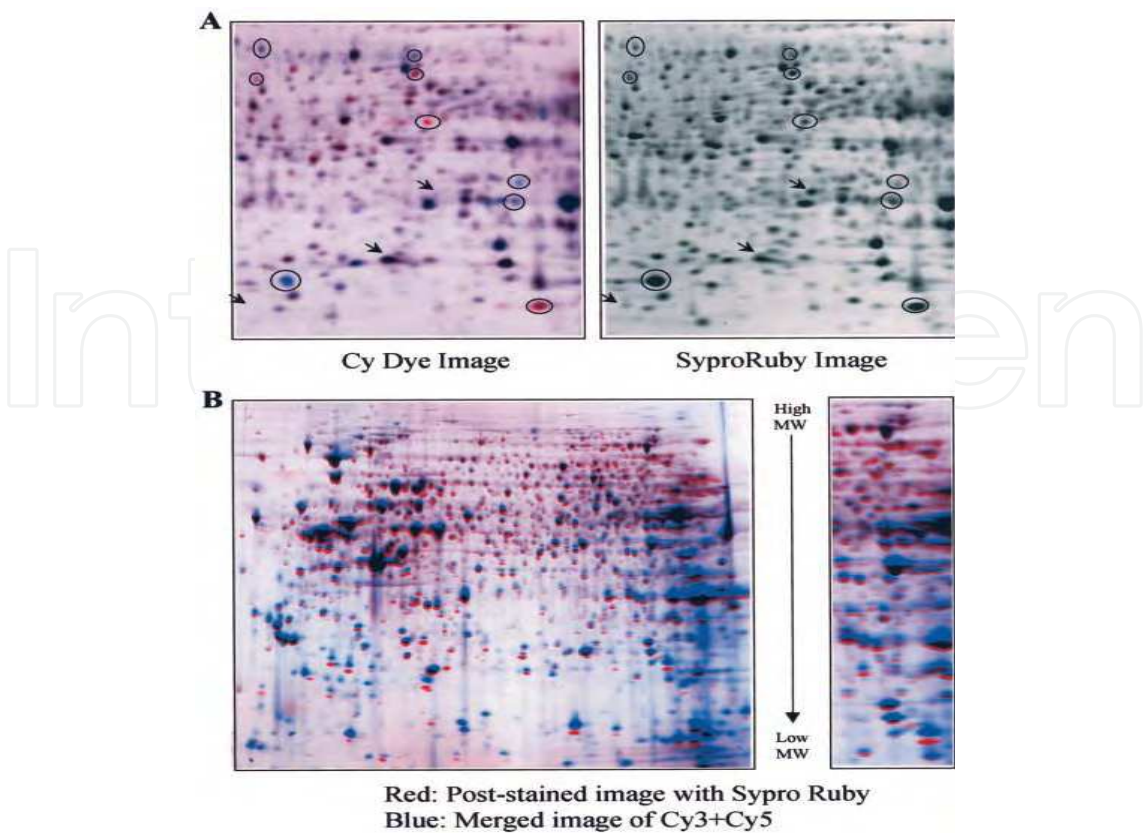 A
Cy Dye Image
SyproRuby Image
B
High
MW
Low
MW
Red: Post-stained image with Sypro Ruby
Blue: Merged image of Cy3+Cy5